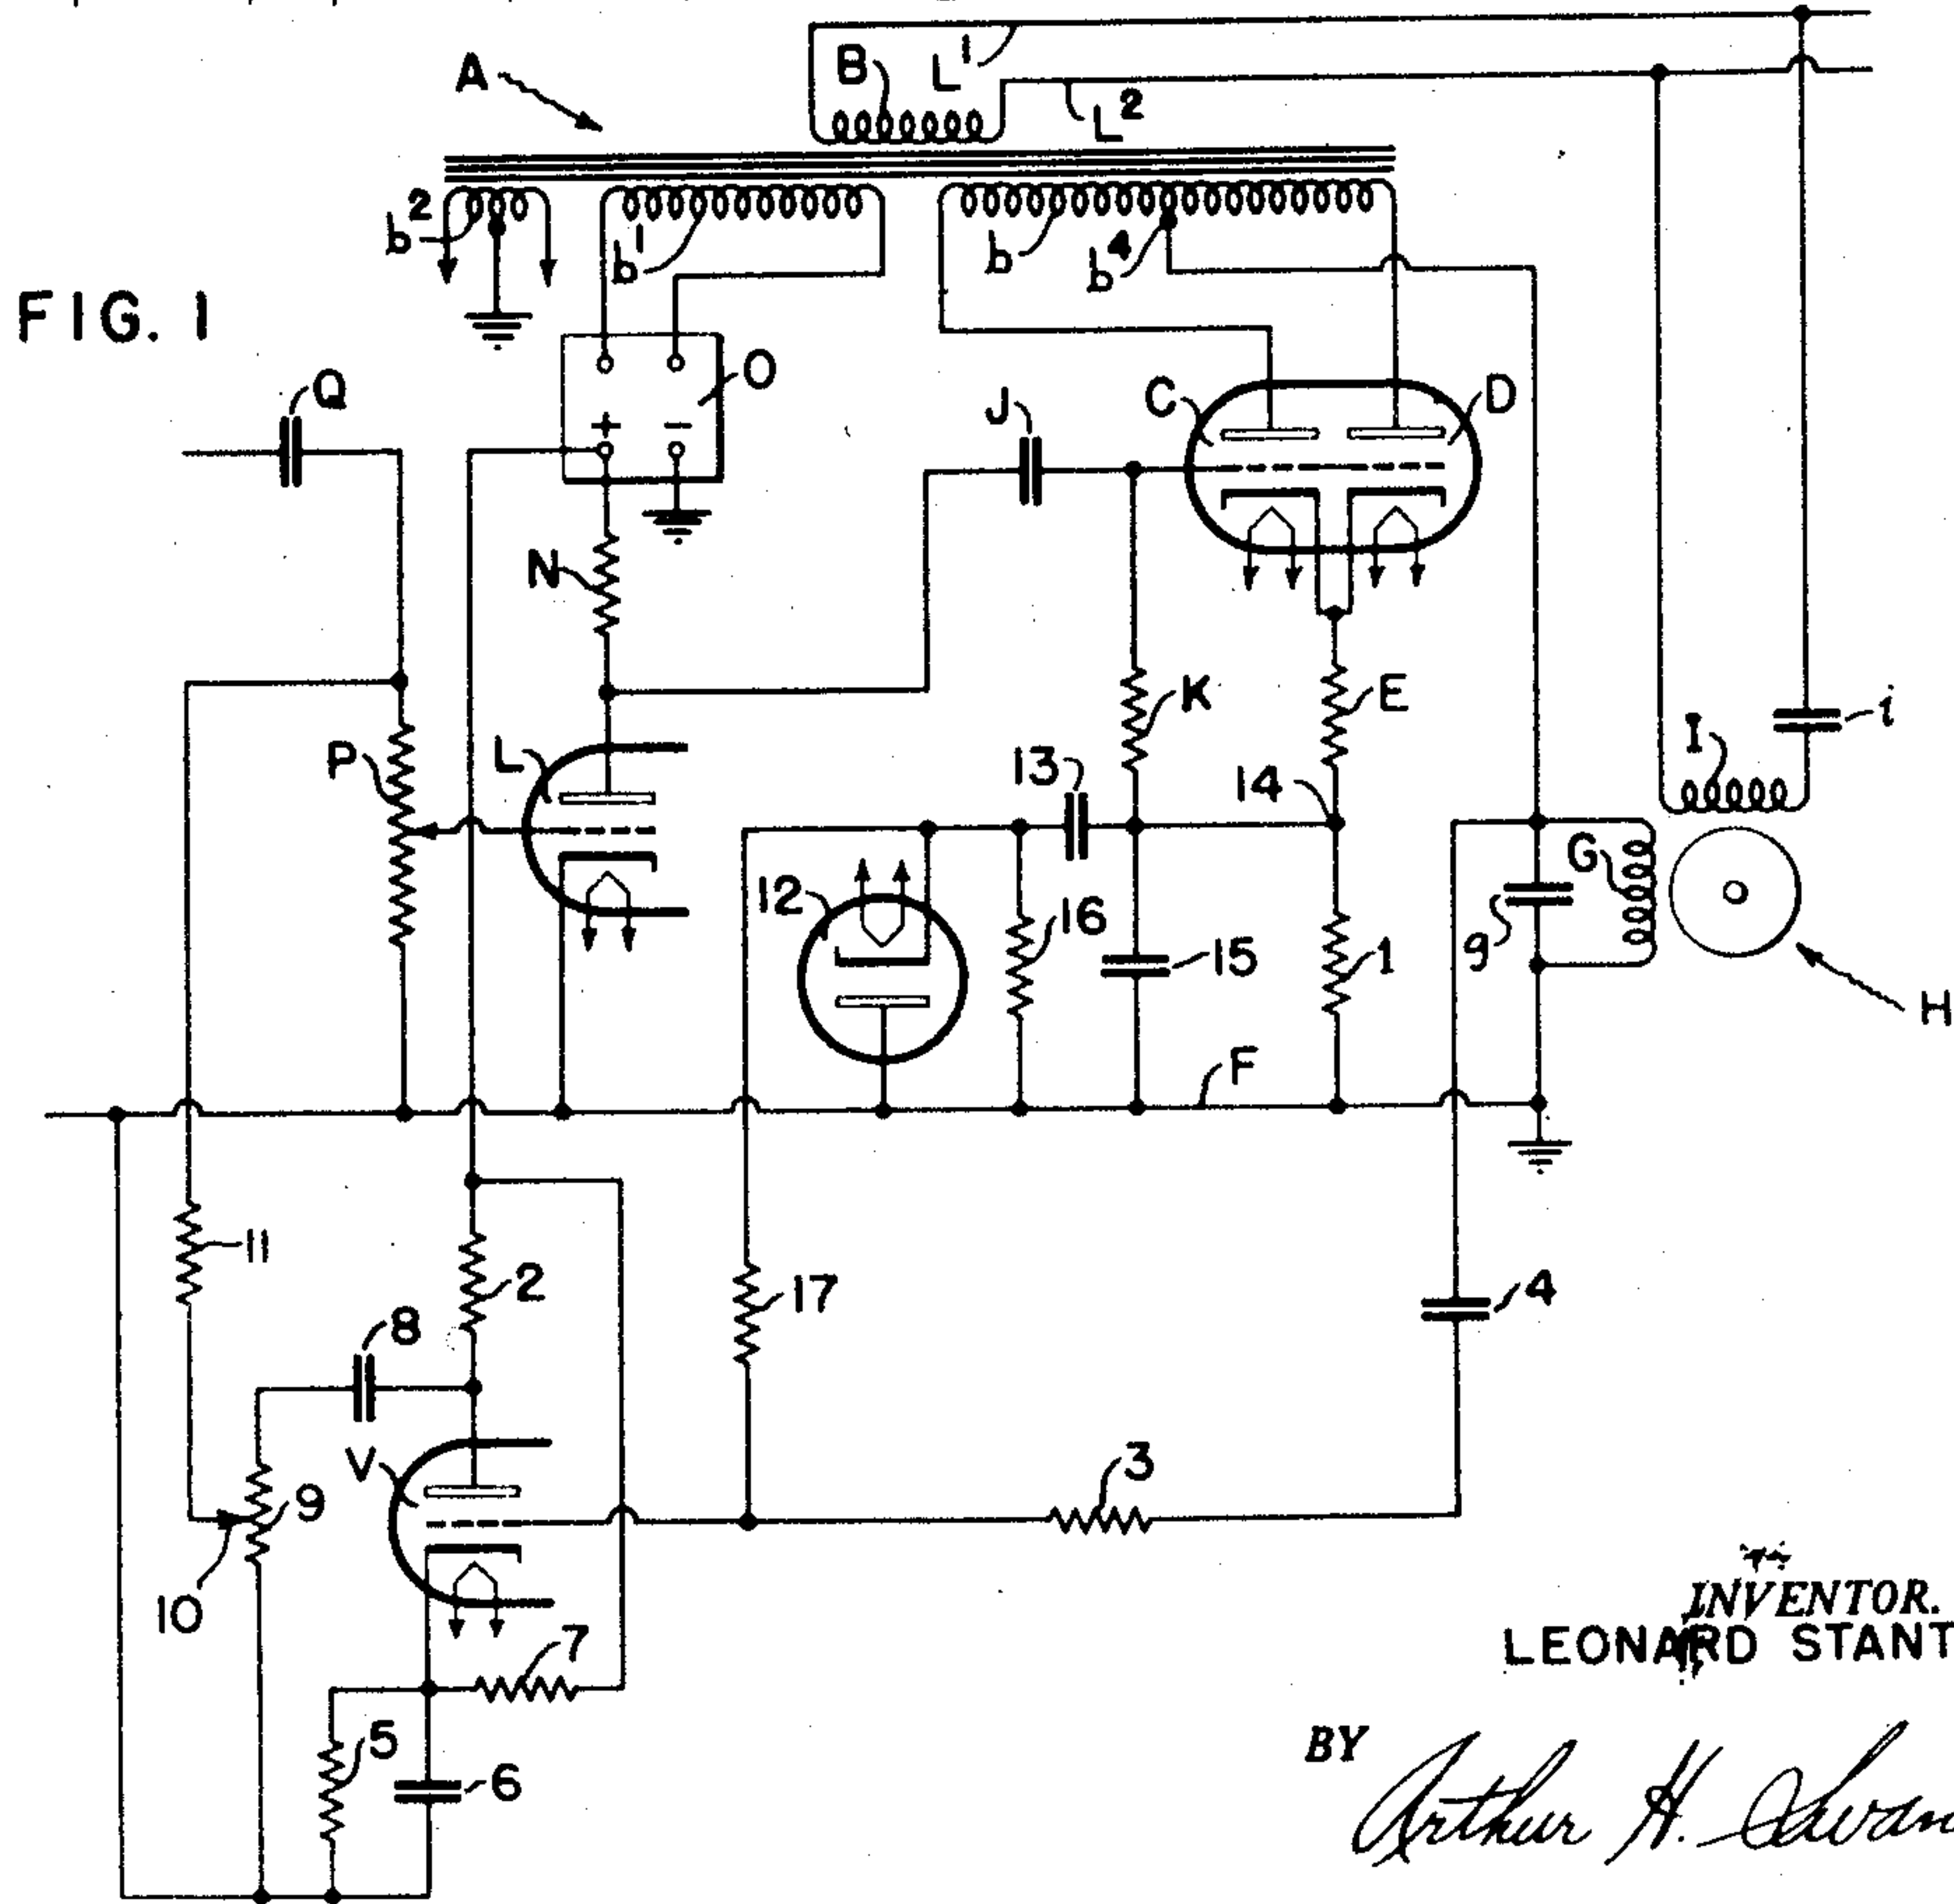 A
B
L1
L2
b2
b1
b
b4
FIG. 1
Q
O
+ −
J
C
D
N
K
E
P
L
13
14
I
i
12
16
15
1
G
g
H
F
11
2
17
4
8
V
9
3
10
7
5
6
INVENTOR.
LEONARD STANT
BY
Arthur H.